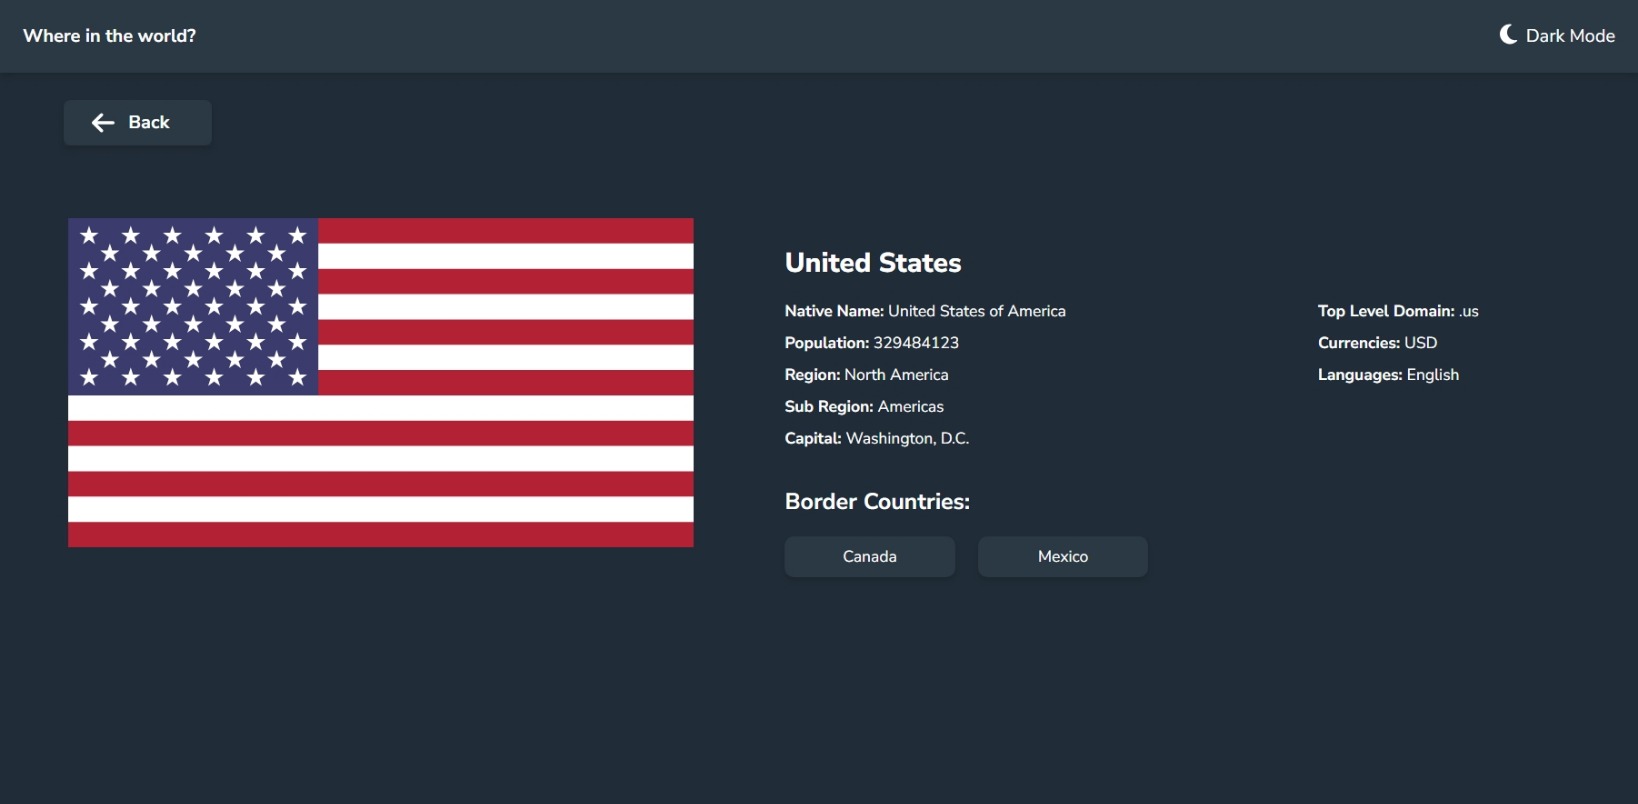 Where in the world?
Dark Mode
Back
United States
Native Name: United States of America
Population: 329484123
Region: North America
Sub Region: Americas
Capital: Washington, D.C.
Top Level Domain: .us
Currencies: USD
Languages: English
Border Countries:
Canada
Mexico